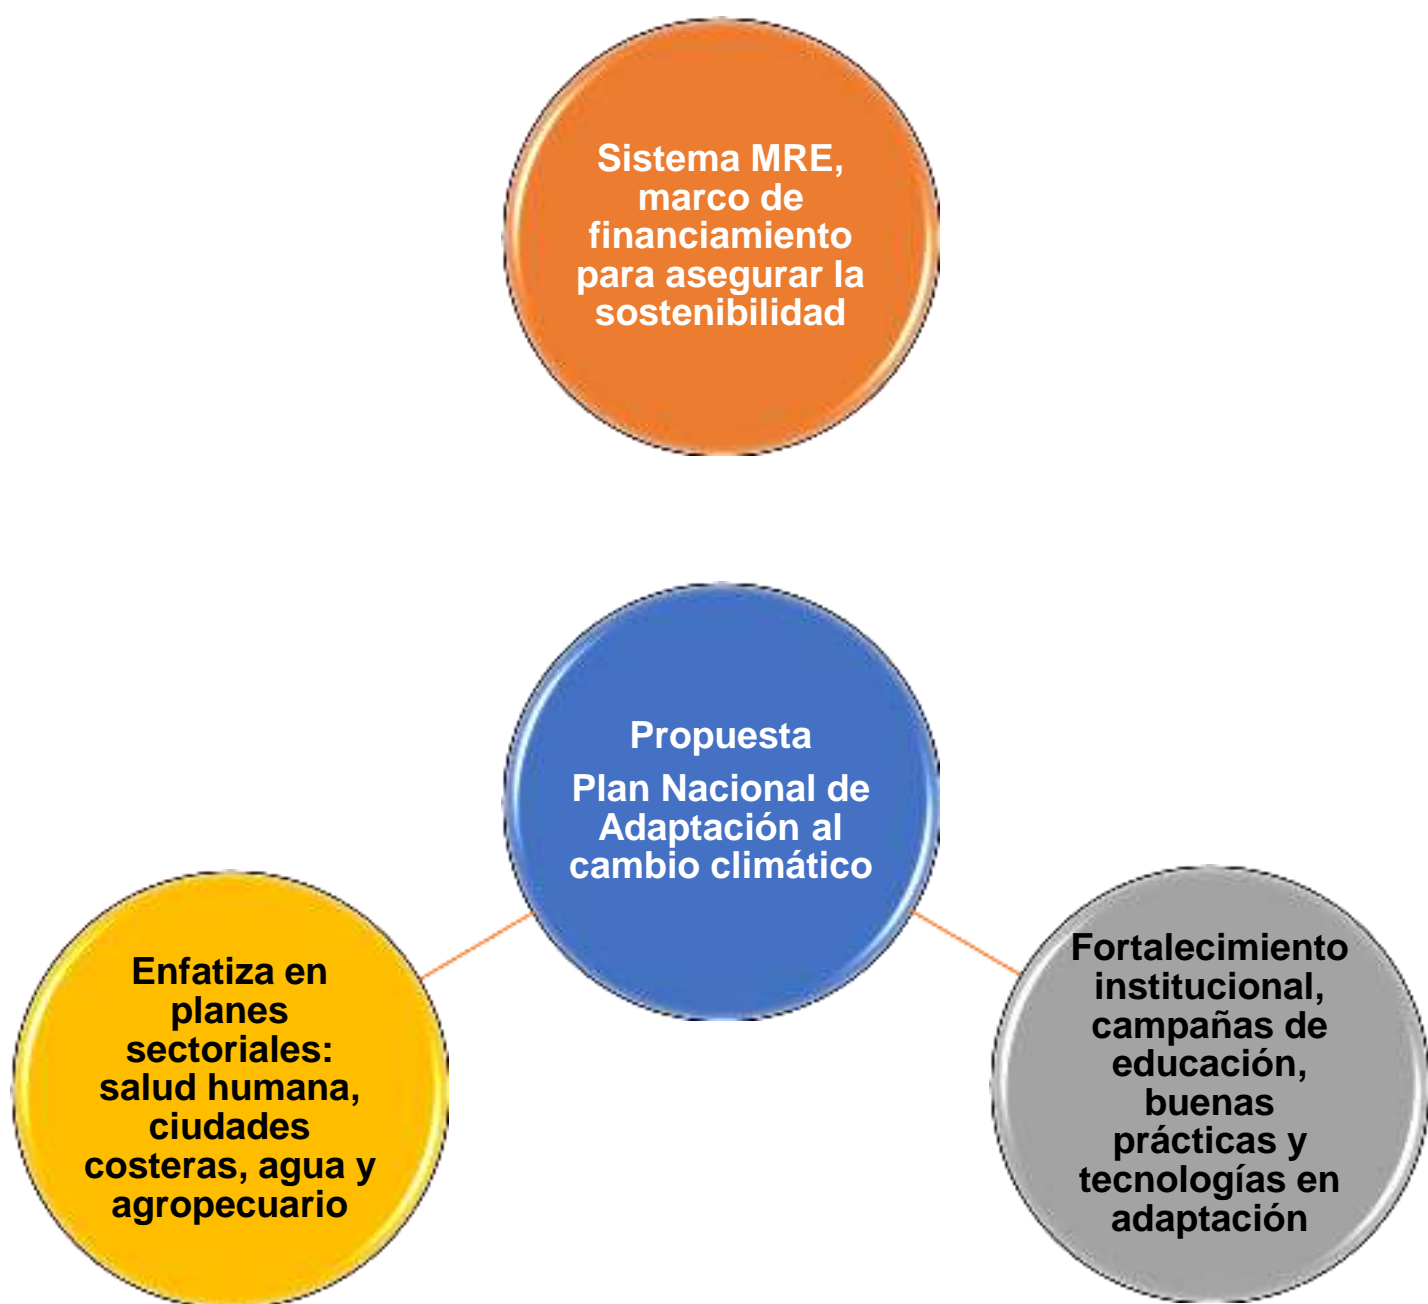 Sistema MRE,
marco de
financiamiento
para asegurar la
sostenibilidad
Propuesta
Plan Nacional de
Adaptación al
cambio climático
Enfatiza en
planes
sectoriales:
salud humana,
ciudades
costeras, agua y
agropecuario
Fortalecimiento
institucional,
campañas de
educación,
buenas
prácticas y
tecnologías en
adaptación